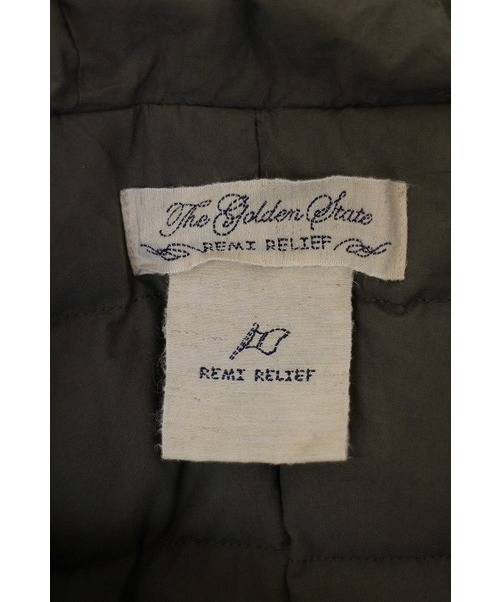 The Golden State
REMI RELIEF
REMI RELIEF